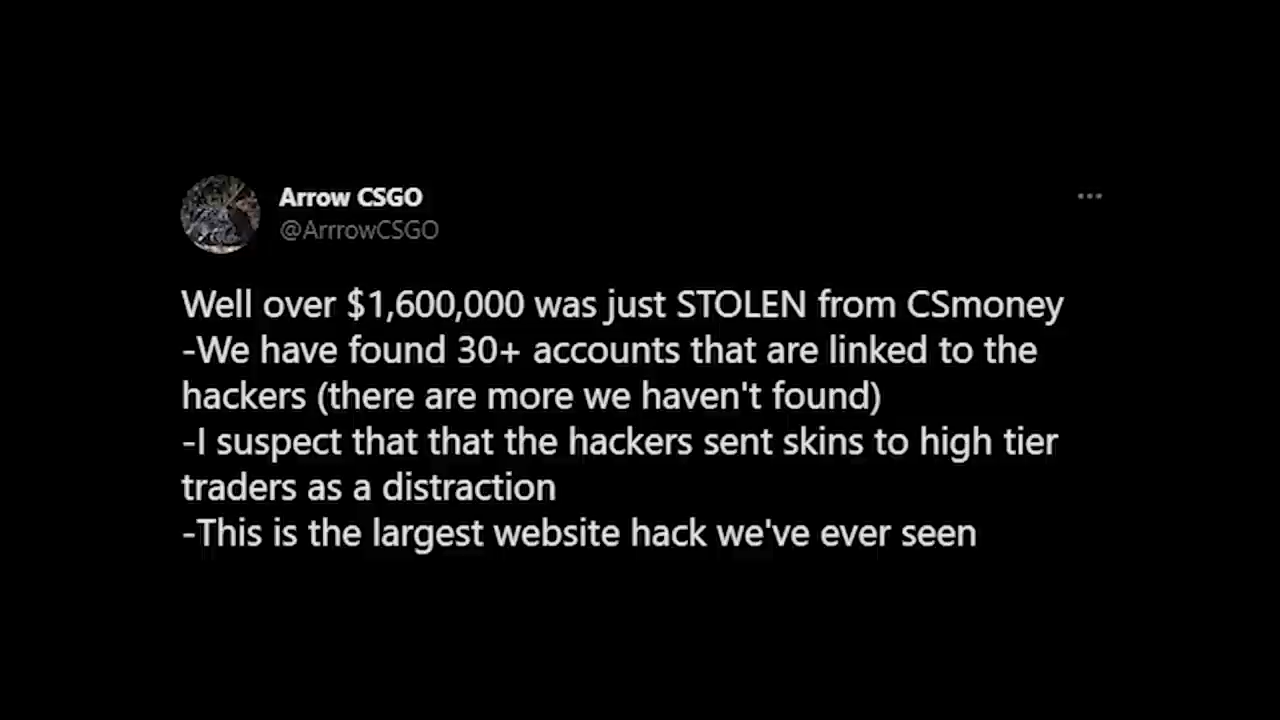 Arrow CSGO
@ArrrowCSGO
Well over $1,600,000 was just STOLEN from CSmoney
-We have found 30+ accounts that are linked to the
hackers (there are more we haven't found)
-I suspect that that the hackers sent skins to high tier
traders as a distraction
-This is the largest website hack we've ever seen